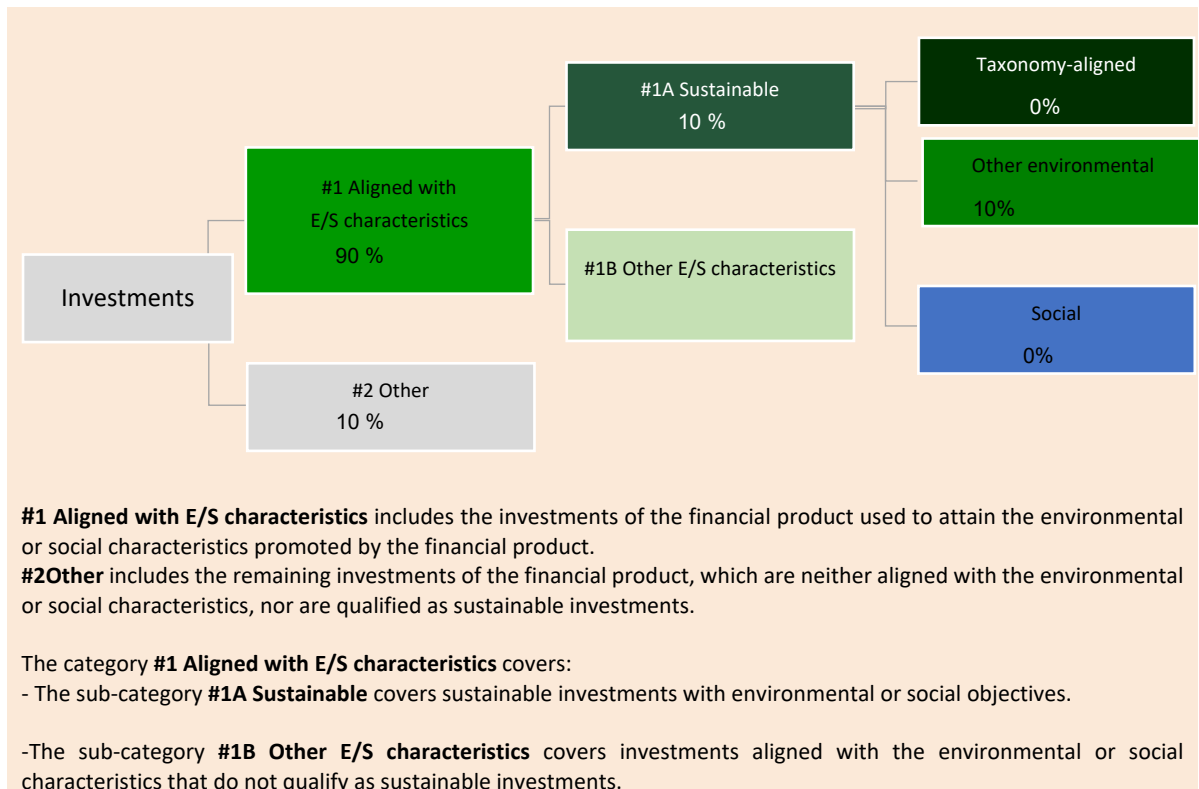 Taxonomy-aligned
0%
#1A Sustainable
10 %
Other environmental
10%
#1 Aligned with
E/S characteristics
90 %
#1B Other E/S characteristics
Investments
Social
0%
#2 Other
10 %
#1 Aligned with E/S characteristics includes the investments of the financial product used to attain the environmental
or social characteristics promoted by the financial product.
#2Other includes the remaining investments of the financial product, which are neither aligned with the environmental
or social characteristics, nor are qualified as sustainable investments.
The category #1 Aligned with E/S characteristics covers:
- The sub-category #1A Sustainable covers sustainable investments with environmental or social objectives.
-The sub-category #1B Other E/S characteristics covers investments aligned with the environmental or social
characteristics that do not qualify as sustainable investments.